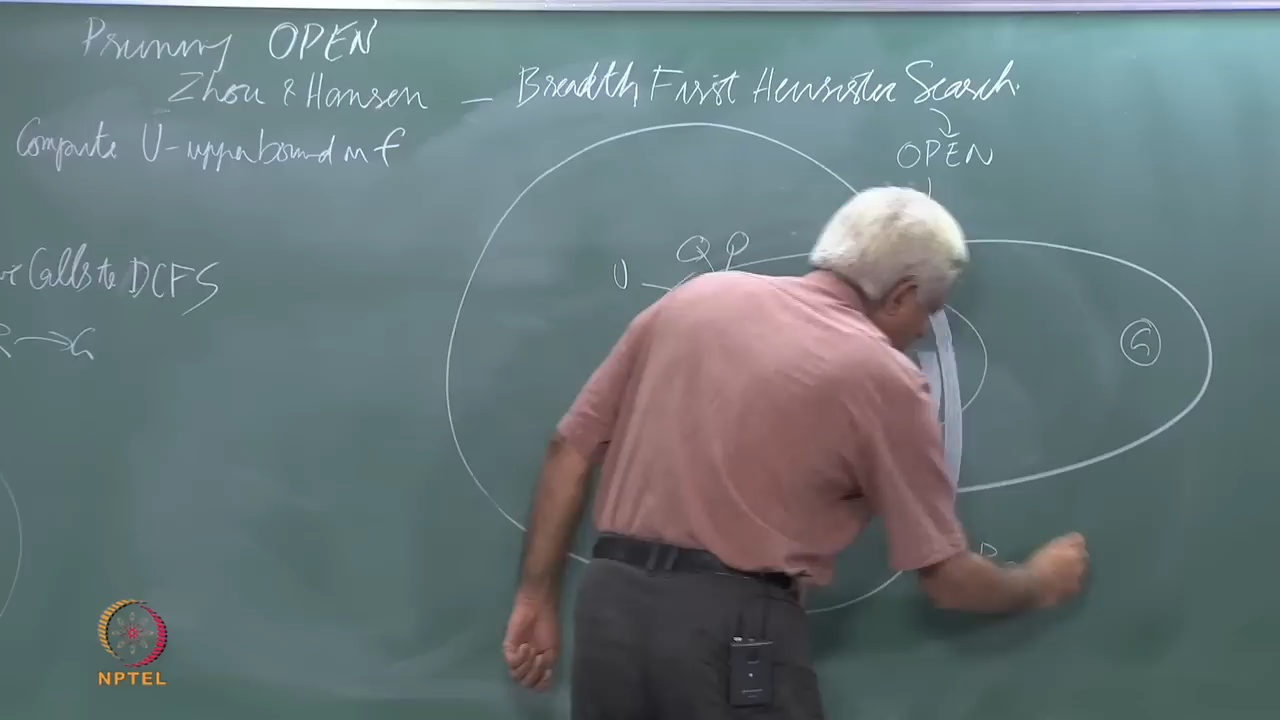 Pruning OPEN
Zhou & Hansen — Breadth First Heuristic Search
Compute U - upper bound on f
OPEN
Calls to DCFS
Q P
U
G
R → G
NPTEL